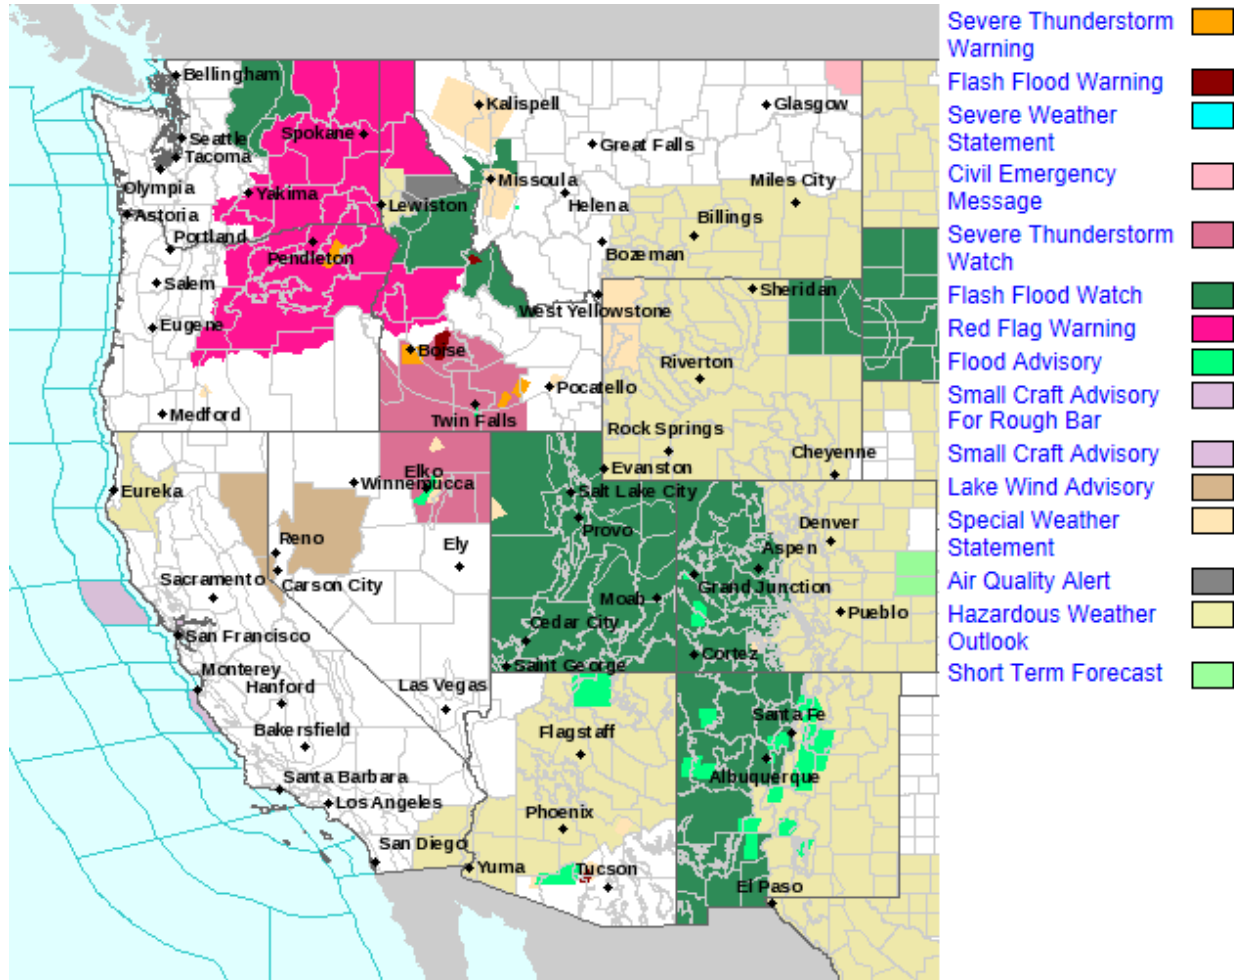 Bellingham
Seattle
Tacoma
Olympia
Astoria
Portland
Salem
Eugene
Medford
Spokane
Yakima
Pendleton
Lewiston
Kalispell
Missoula
Great Falls
Helena
Glasgow
Miles City
Billings
Bozeman
West Yellowstone
Sheridan
Boise
Twin Falls
Pocatello
Riverton
Rock Springs
Evanston
Cheyenne
Eureka
Elko
Winnemucca
Reno
Carson City
Ely
Sacramento
San Francisco
Monterey
Hanford
Bakersfield
Santa Barbara
Los Angeles
San Diego
Las Vegas
Salt Lake City
Provo
Moab
Cedar City
Saint George
Denver
Aspen
Grand Junction
Pueblo
Cortez
Flagstaff
Phoenix
Yuma
Tucson
Santa Fe
Albuquerque
El Paso
Severe Thunderstorm
Warning
Flash Flood Warning
Severe Weather
Statement
Civil Emergency
Message
Severe Thunderstorm
Watch
Flash Flood Watch
Red Flag Warning
Flood Advisory
Small Craft Advisory
For Rough Bar
Small Craft Advisory
Lake Wind Advisory
Special Weather
Statement
Air Quality Alert
Hazardous Weather
Outlook
Short Term Forecast